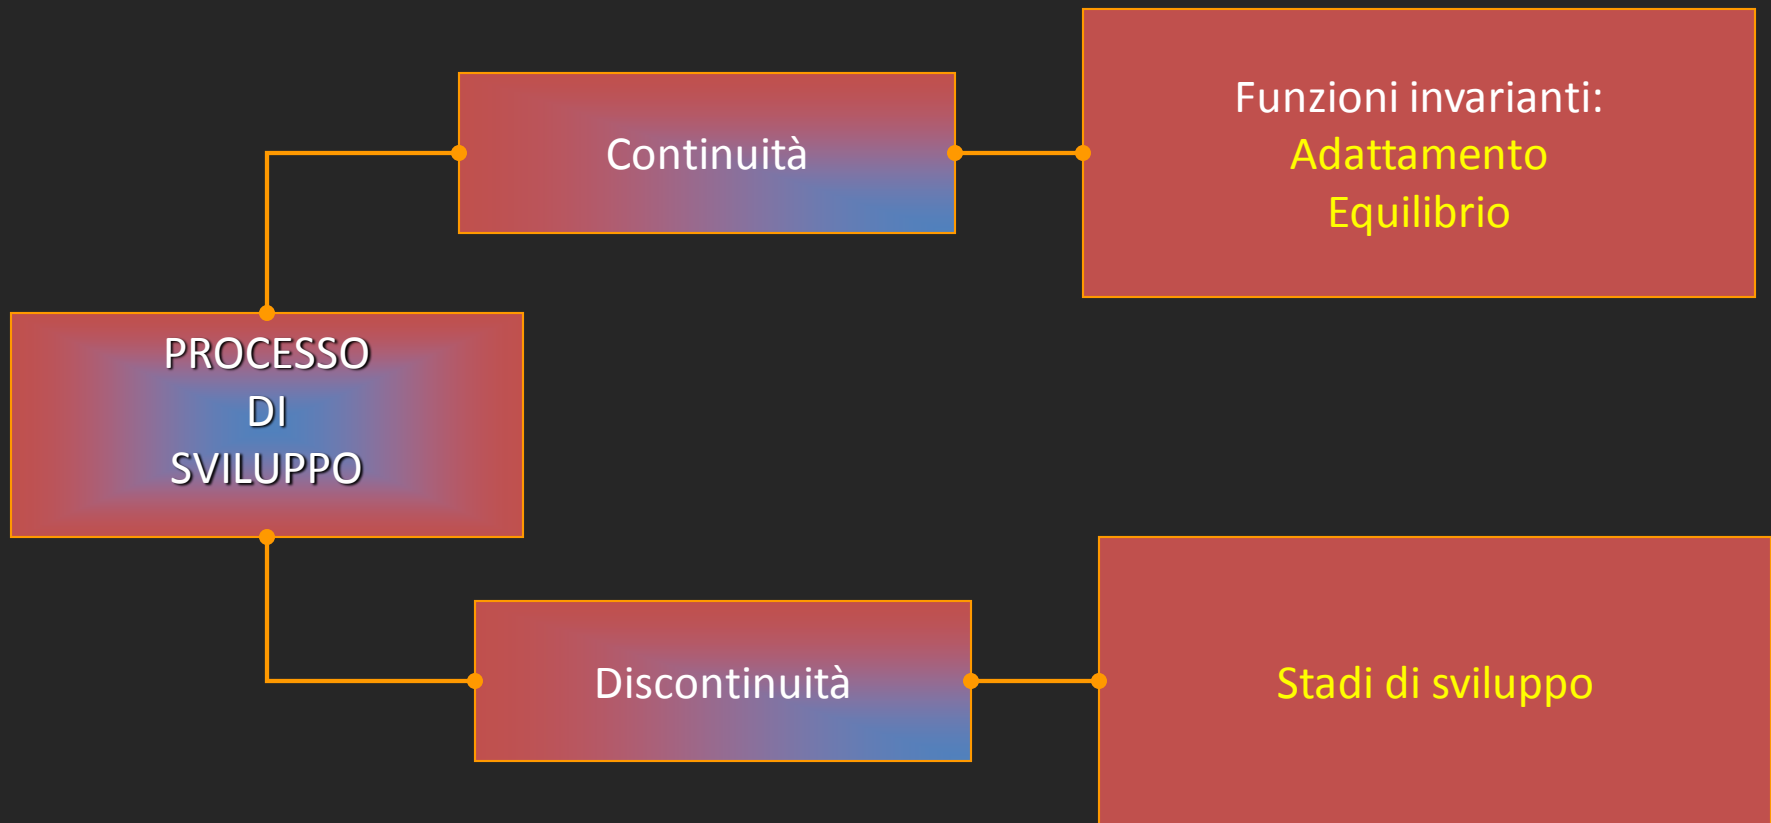 Continuità
Funzioni invarianti:
Adattamento
Equilibrio
PROCESSO
DI
SVILUPPO
Discontinuità
Stadi di sviluppo